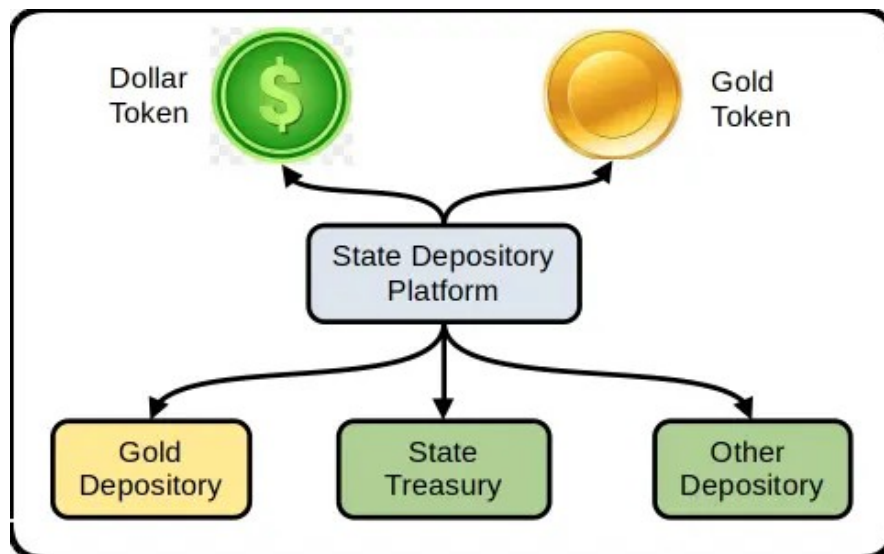 Dollar
Token
$
Gold
Token
State Depository
Platform
Gold
Depository
State
Treasury
Other
Depository